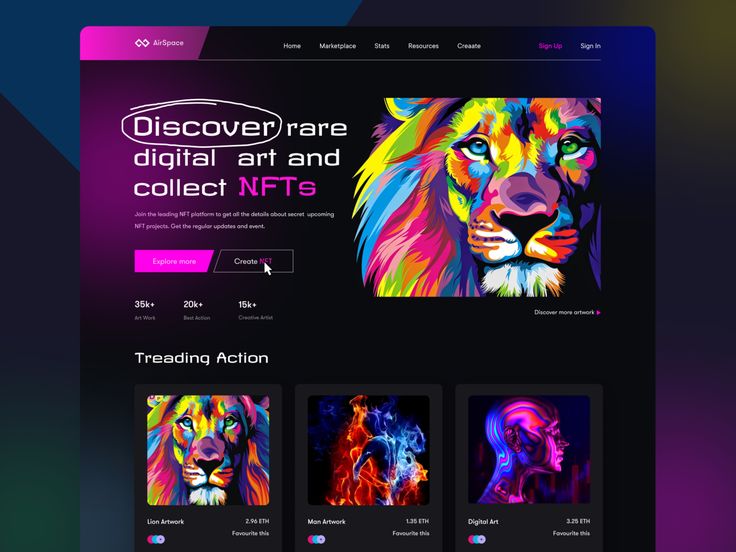 AirSpace
Home Marketplace Stats Resources Creaate Sign Up Sign In
Discover rare
digital art and
collect NFTs
Join the leading NFT platform to get all the details about secret upcoming
NFT projects. Get the regular updates and event.
Explore more Create NFT
35k+ 20k+ 15k+
Art Work Best Action Creative Artist
Discover more artwork
Treading Action
Lion Artwork 2.96 ETH
Favourite this
Man Artwork 1.35 ETH
Favourite this
Digital Art 3.25 ETH
Favourite this